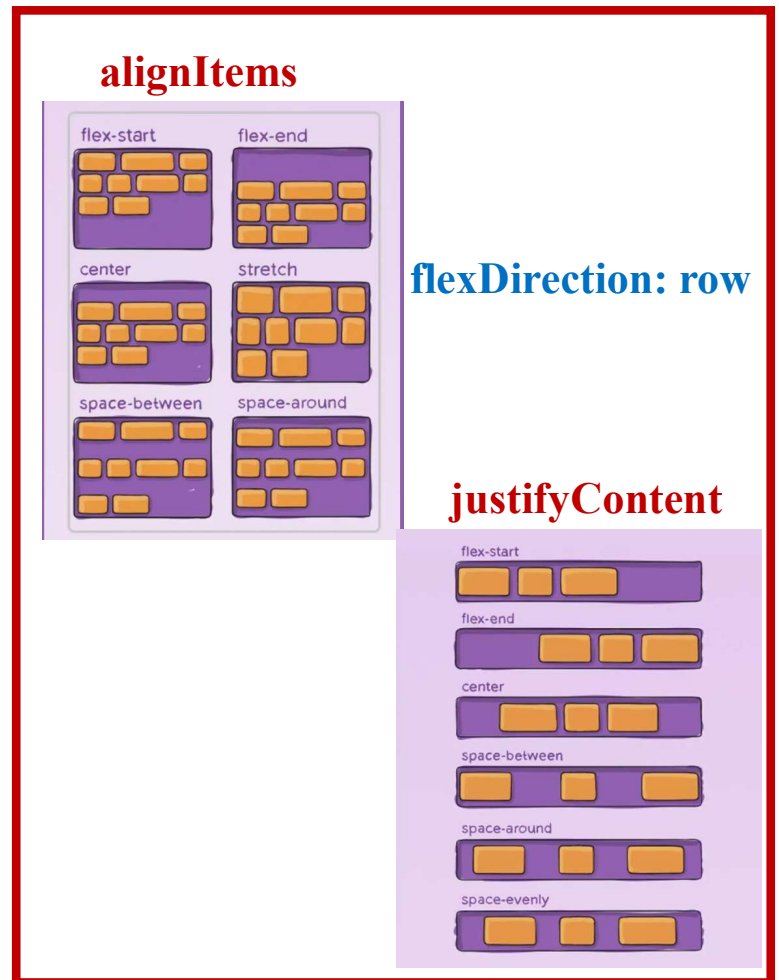 alignItems
flex-start
flex-end
center
stretch
space-between
space-around
flexDirection: row
justifyContent
flex-start
flex-end
center
space-between
space-around
space-evenly